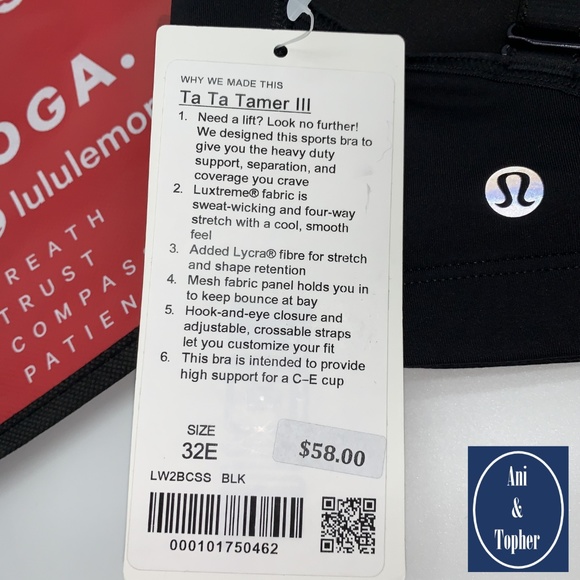 OGA.
lululemon
REATH
TRUST
COMPAS
PATIEN
WHY WE MADE THIS
Ta Ta Tamer III
1. Need a lift? Look no further!
We designed this sports bra to
give you the heavy duty
support, separation, and
coverage you crave
2. Luxtreme® fabric is
sweat-wicking and four-way
stretch with a cool, smooth
feel
3. Added Lycra® fibre for stretch
and shape retention
4. Mesh fabric panel holds you in
to keep bounce at bay
5. Hook-and-eye closure and
adjustable, crossable straps
let you customize your fit
6. This bra is intended to provide
high support for a C–E cup
SIZE
32E
$58.00
LW2BCSS BLK
000101750462
Ani
&
Topher